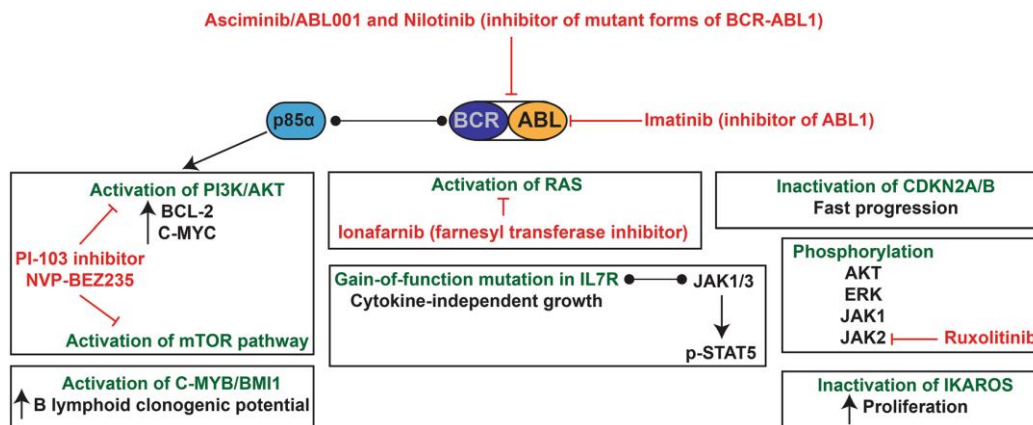 Asciminib/ABL001 and Nilotinib (inhibitor of mutant forms of BCR-ABL1)
p85α
BCR
ABL
Imatinib (inhibitor of ABL1)
Activation of PI3K/AKT
BCL-2
C-MYC
PI-103 inhibitor
NVP-BEZ235
Activation of mTOR pathway
Activation of C-MYB/BMI1
B lymphoid clonogenic potential
Activation of RAS
Ionafarnib (farnesyl transferase inhibitor)
Gain-of-function mutation in IL7R
JAK1/3
Cytokine-independent growth
p-STAT5
Inactivation of CDKN2A/B
Fast progression
Phosphorylation
AKT
ERK
JAK1
JAK2
Ruxolitinib
Inactivation of IKAROS
Proliferation